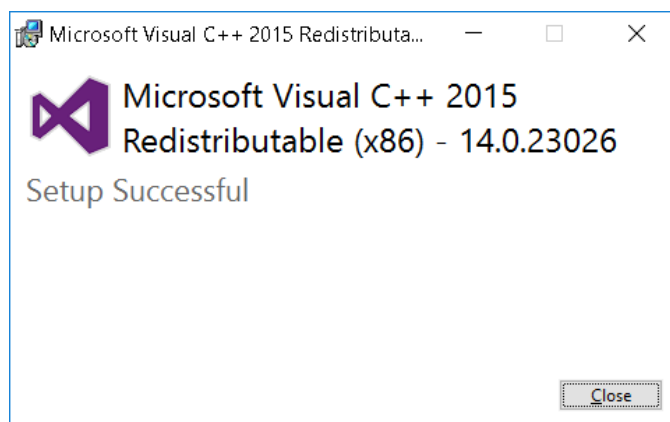 Microsoft Visual C++ 2015 Redistributa...
Microsoft Visual C++ 2015
Redistributable (x86) - 14.0.23026
Setup Successful
Close